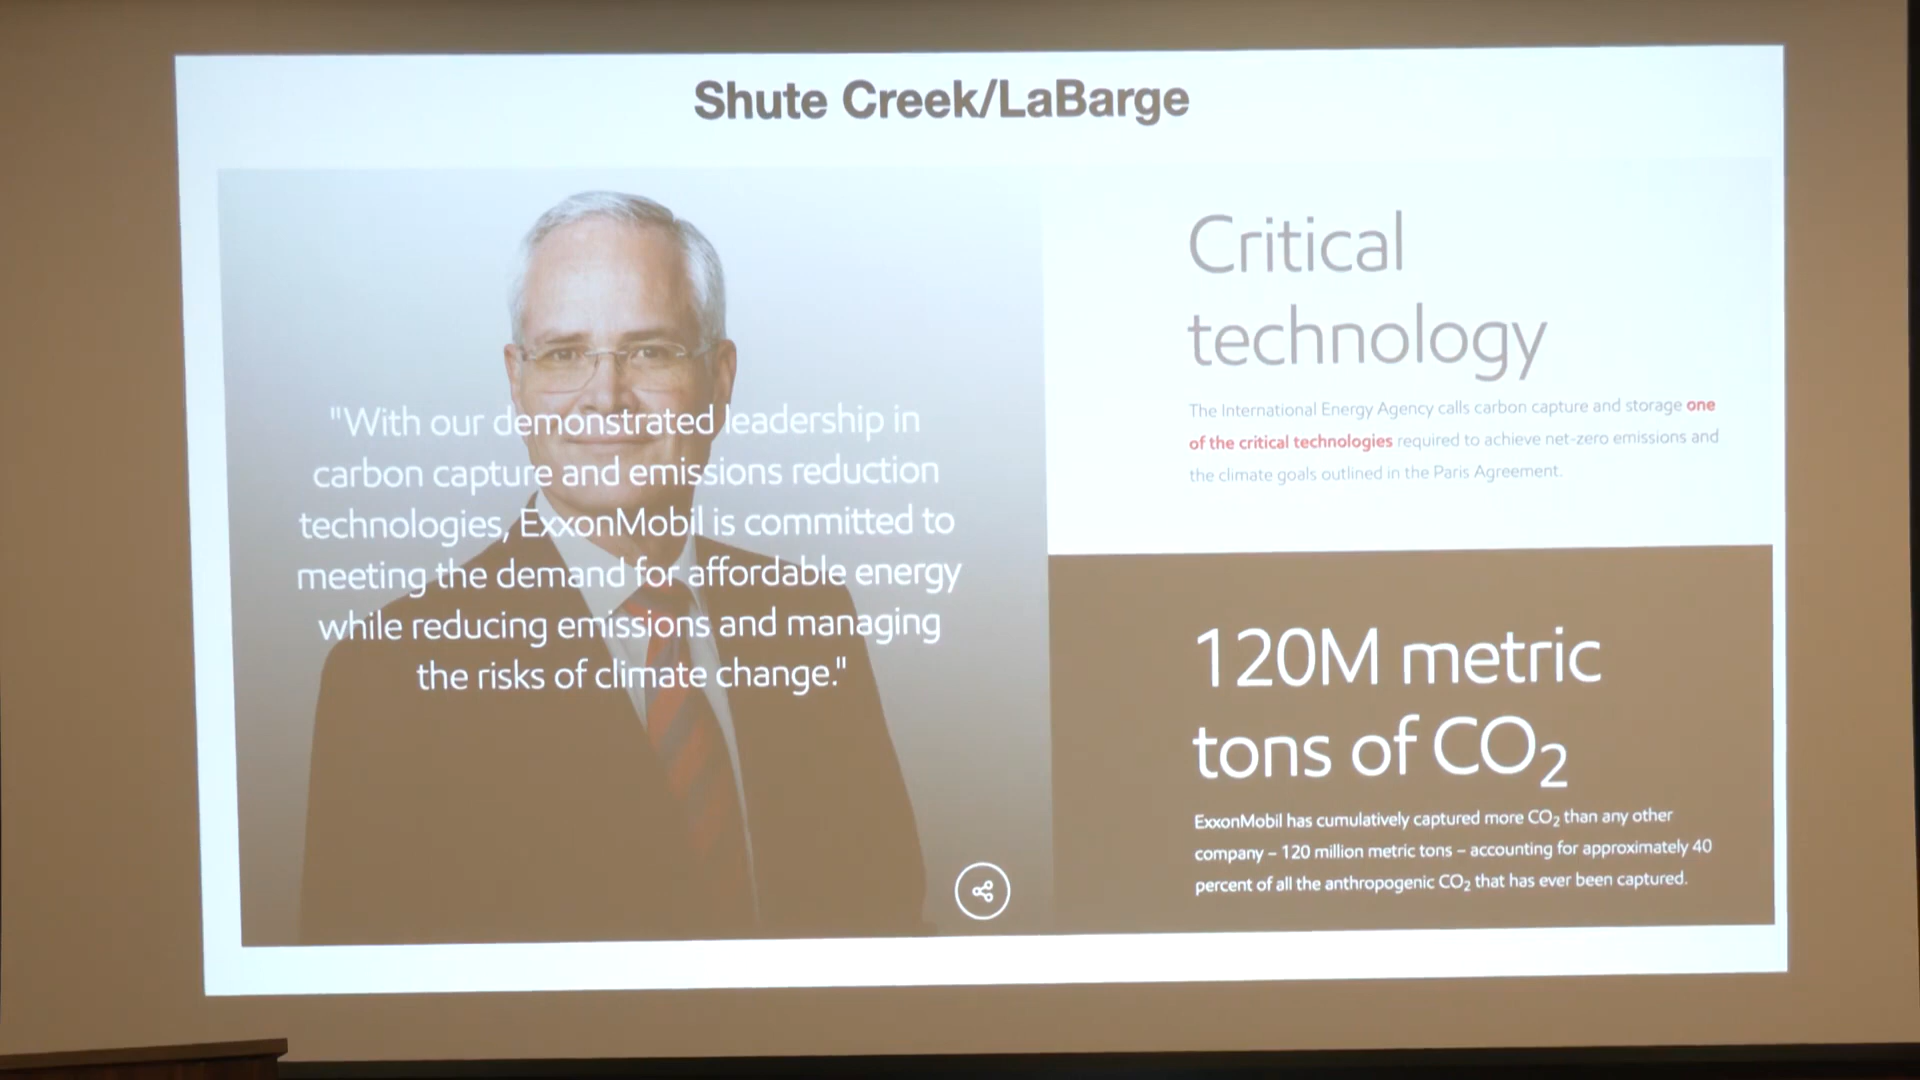 Shute Creek/LaBarge
"With our demonstrated leadership in
carbon capture and emissions reduction
technologies, ExxonMobil is committed to
meeting the demand for affordable energy
while reducing emissions and managing
the risks of climate change."
Critical
technology
The International Energy Agency calls carbon capture and storage one
of the critical technologies required to achieve net-zero emissions and
the climate goals outlined in the Paris Agreement.
120M metric
tons of CO₂
ExxonMobil has cumulatively captured more CO₂ than any other
company – 120 million metric tons – accounting for approximately 40
percent of all the anthropogenic CO₂ that has ever been captured.